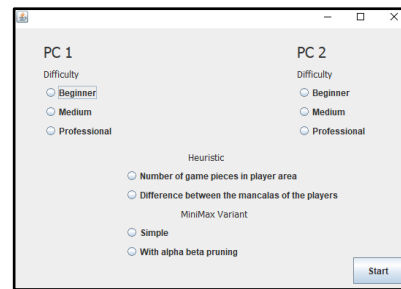 PC 1
PC 2
Difficulty
Difficulty
Beginner
Beginner
Medium
Medium
Professional
Professional
Heuristic
Number of game pieces in player area
Difference between the mancalas of the players
MiniMax Variant
Simple
With alpha beta pruning
Start